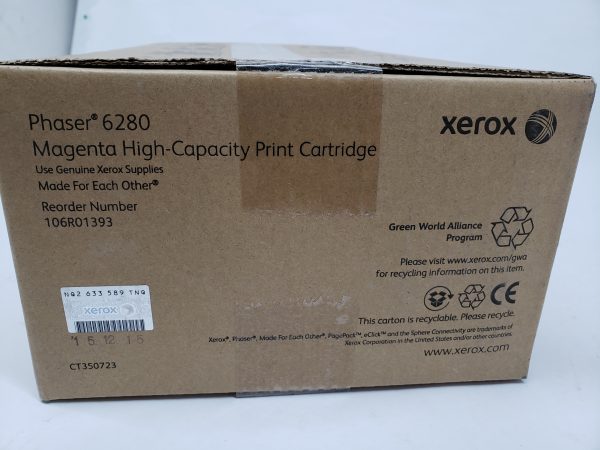 Phaser® 6280
Magenta High-Capacity Print Cartridge
Use Genuine Xerox Supplies
Made For Each Other®
Reorder Number
106R01393
xerox
Green World Alliance
Program
Please visit www.xerox.com/gwa
for recycling information on this item.
CE
This carton is recyclable. Please recycle.
Xerox®, Phaser®, Made For Each Other®, PagePack™, eClick™ and the Sphere Connectivity are trademarks of
Xerox Corporation in the United States and/or other countries.
www.xerox.com
NQ2 633 589 TNQ
xerox
15 12 15
CT350723